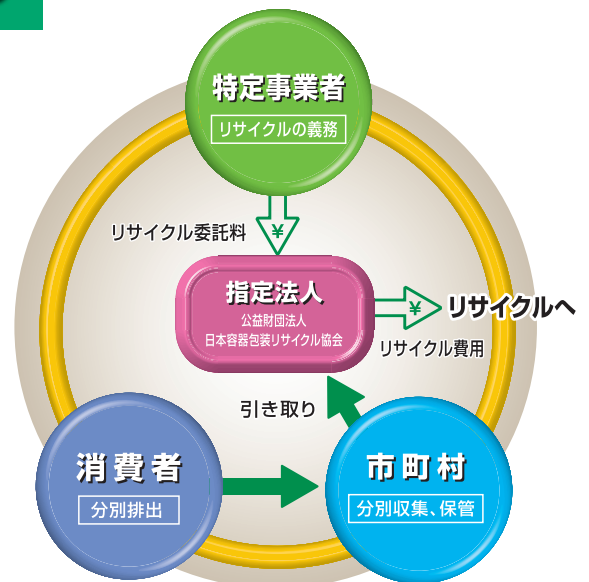 特定事業者
リサイクルの義務
リサイクル委託料
¥
指定法人
公益財団法人
日本容器包装リサイクル協会
¥
リサイクルへ
リサイクル費用
引き取り
消費者
分別排出
市町村
分別収集、保管